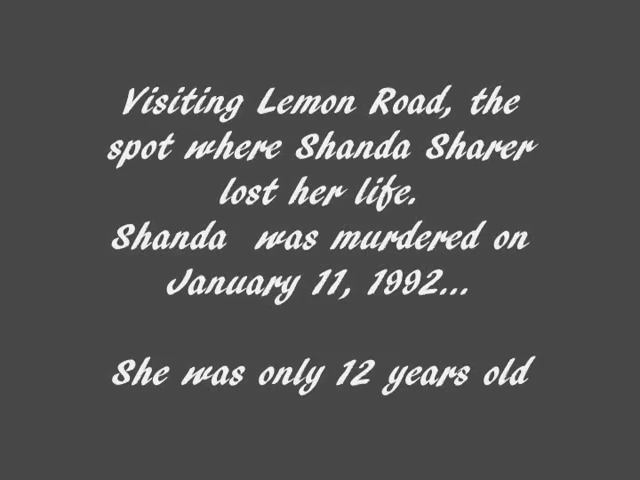 Visiting Lemon Road, the
spot where Shanda Sharer
lost her life.
Shanda was murdered on
January 11, 1992...
She was only 12 years old